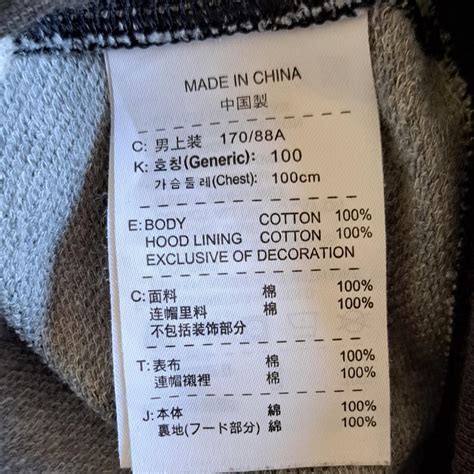 MADE IN CHINA
中国製
C: 男上装 170/88A
K: 호칭(Generic): 100
가슴둘레(Chest): 100cm
E: BODY COTTON 100%
HOOD LINING COTTON 100%
EXCLUSIVE OF DECORATION
C: 面料 棉 100%
连帽里料 棉 100%
不包括装饰部分
T: 表布 棉 100%
連帽襯裡 棉 100%
J: 本体 綿 100%
裏地(フード部分) 綿 100%